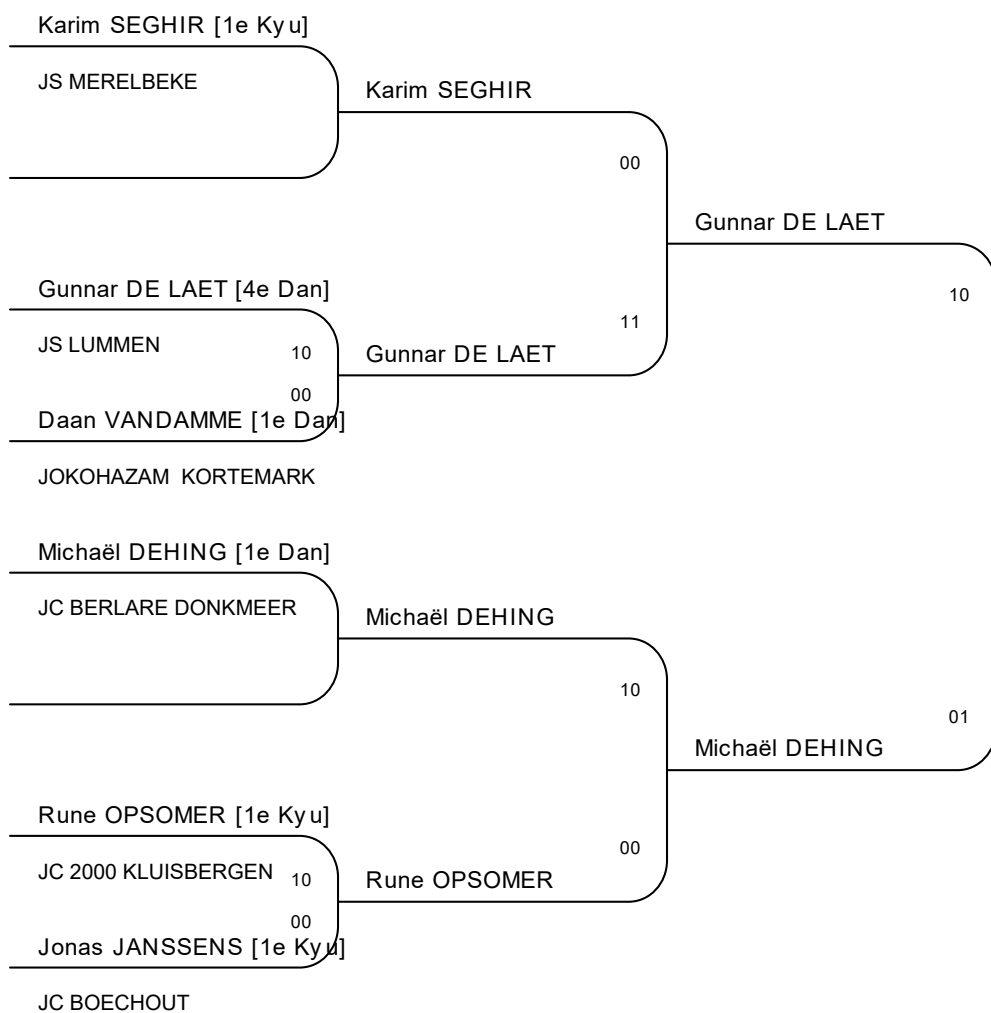 Karim SEGHIR [1e Kyu]
JS MERELBEKE
Karim SEGHIR
00
Gunnar DE LAET
Gunnar DE LAET [4e Dan]
10
11
JS LUMMEN
10
Gunnar DE LAET
00
Daan VANDAMME [1e Dan]
JOKOHAZAM KORTEMARK
Michaël DEHING [1e Dan]
JC BERLARE DONKMEER
Michaël DEHING
10
01
Michaël DEHING
Rune OPSOMER [1e Kyu]
00
JC 2000 KLUISBERGEN
10
Rune OPSOMER
00
Jonas JANSSENS [1e Kyu]
JC BOECHOUT